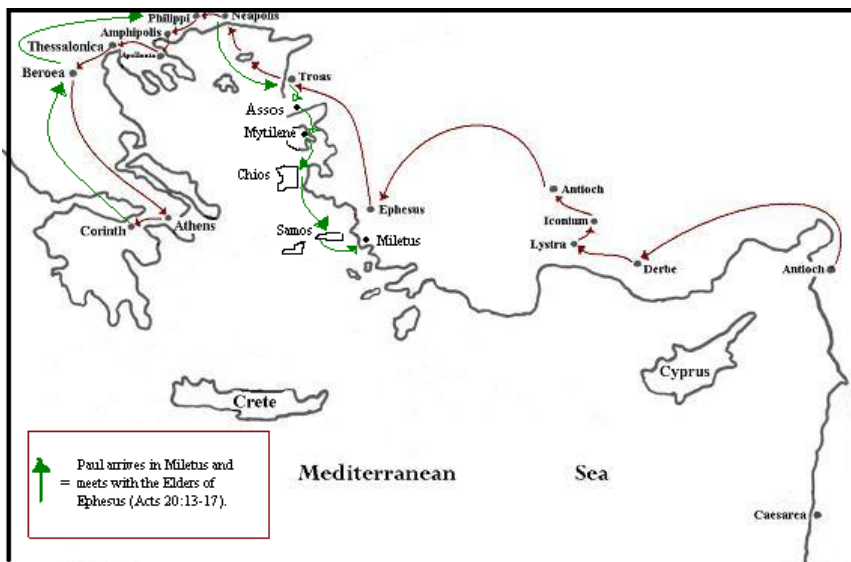 Philippi
Neapolis
Amphipolis
Thessalonica
Apollonia
Beroea
Troas
Assos
Mytilene
Chios
Antioch
Ephesus
Iconium
Athens
Corinth
Samos
Miletus
Lystra
Derbe
Antioch
Cyprus
Crete
Mediterranean Sea
Paul arrives in Miletus and
= meets with the Elders of
Ephesus (Acts 20:13-17).
Caesarea